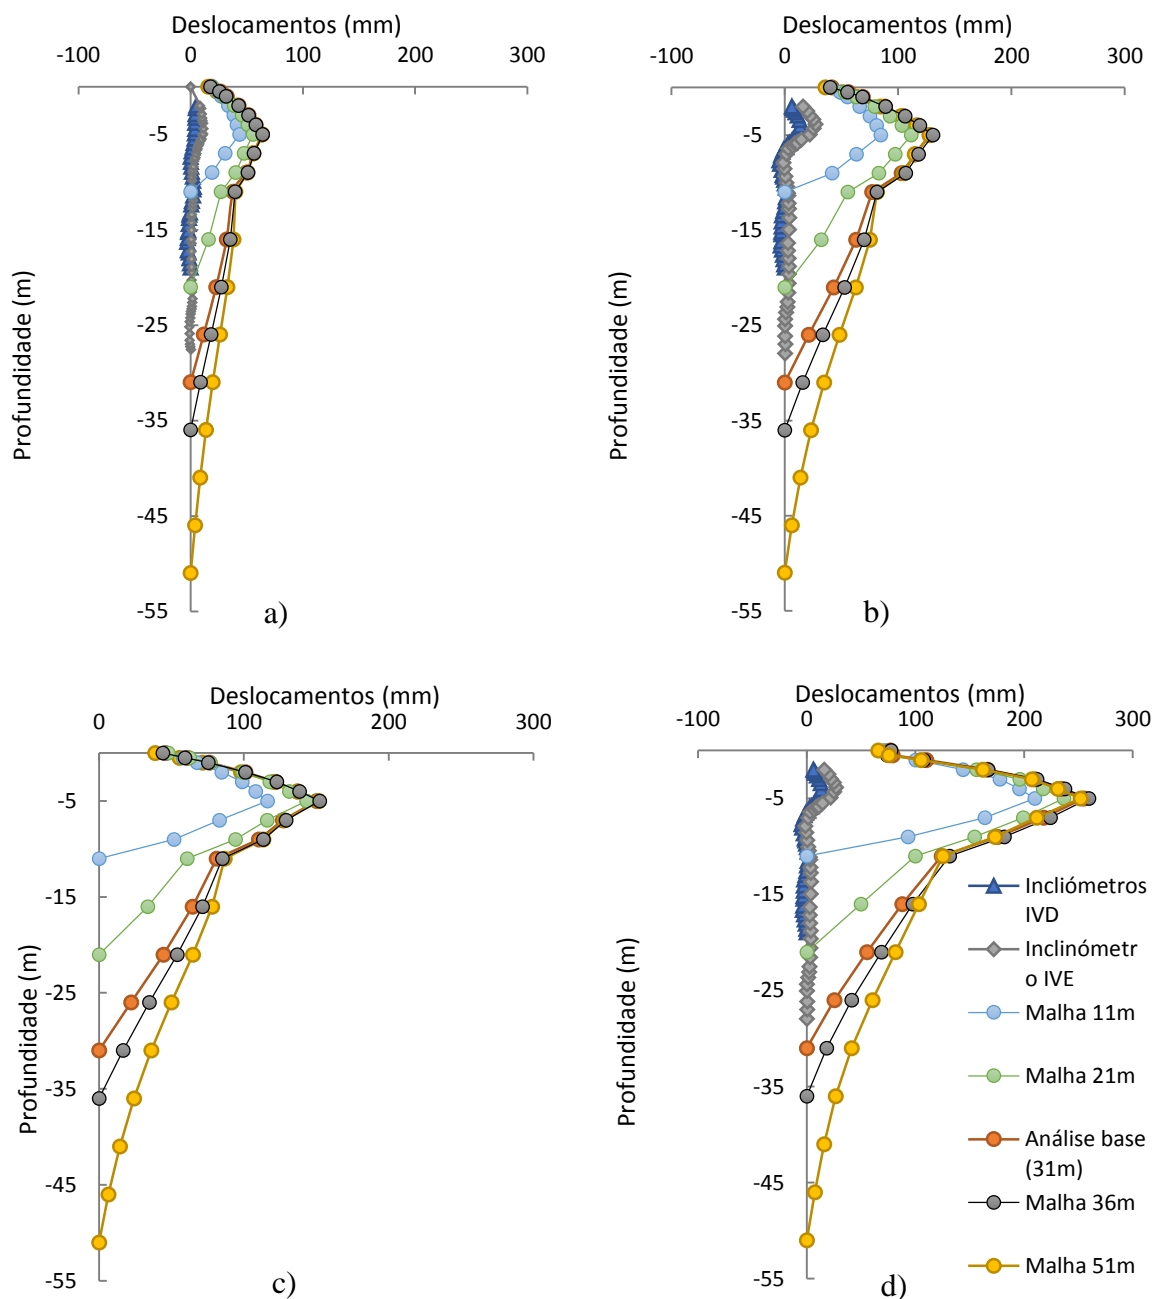 Deslocamentos (mm)
-100 0 100 300
-5
-15
-25
-35
-45
-55
Profundidade (m)
a)
Deslocamentos (mm)
-100 0 100 200 300
-5
-15
-25
-35
-45
-55
Profundidade (m)
b)
Deslocamentos (mm)
0 100 200 300
-5
-15
-25
-35
-45
-55
Profundidade (m)
c)
Deslocamentos (mm)
-100 0 100 200 300
-5
-15
-25
-35
-45
-55
Profundidade (m)
d)
Incliómetros
IVD
Inclinómetr
o IVE
Malha 11m
Malha 21m
Análise base
(31m)
Malha 36m
Malha 51m